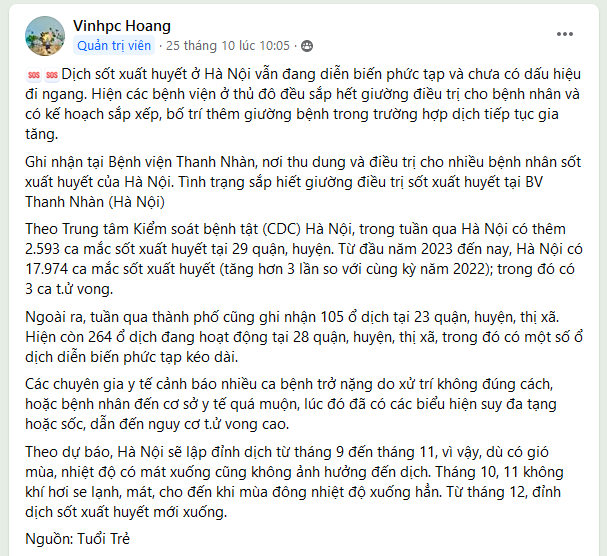 Vinhpc Hoang
Quản trị viên · 25 tháng 10 lúc 10:05 ·
🆘 🆘 Dịch sốt xuất huyết ở Hà Nội vẫn đang diễn biến phức tạp và chưa có dấu hiệu
đi ngang. Hiện các bệnh viện ở thủ đô đều sắp hết giường điều trị cho bệnh nhân và
có kế hoạch sắp xếp, bố trí thêm giường bệnh trong trường hợp dịch tiếp tục gia
tăng.
Ghi nhận tại Bệnh viện Thanh Nhàn, nơi thu dung và điều trị cho nhiều bệnh nhân sốt
xuất huyết của Hà Nội. Tình trạng sắp hiết giường điều trị sốt xuất huyết tại BV
Thanh Nhàn (Hà Nội)
Theo Trung tâm Kiểm soát bệnh tật (CDC) Hà Nội, trong tuần qua Hà Nội có thêm
2.593 ca mắc sốt xuất huyết tại 29 quận, huyện. Từ đầu năm 2023 đến nay, Hà Nội có
17.974 ca mắc sốt xuất huyết (tăng hơn 3 lần so với cùng kỳ năm 2022); trong đó có
3 ca t.ử vong.
Ngoài ra, tuần qua thành phố cũng ghi nhận 105 ổ dịch tại 23 quận, huyện, thị xã.
Hiện còn 264 ổ dịch đang hoạt động tại 28 quận, huyện, thị xã, trong đó có một số ổ
dịch diễn biến phức tạp kéo dài.
Các chuyên gia y tế cảnh báo nhiều ca bệnh trở nặng do xử trí không đúng cách,
hoặc bệnh nhân đến cơ sở y tế quá muộn, lúc đó đã có các biểu hiện suy đa tạng
hoặc sốc, dẫn đến nguy cơ t.ử vong cao.
Theo dự báo, Hà Nội sẽ lập đỉnh dịch từ tháng 9 đến tháng 11, vì vậy, dù có gió
mùa, nhiệt độ có mát xuống cũng không ảnh hưởng đến dịch. Tháng 10, 11 không
khí hơi se lạnh, mát, cho đến khi mùa đông nhiệt độ xuống hẳn. Từ tháng 12, đỉnh
dịch sốt xuất huyết mới xuống.
Nguồn: Tuổi Trẻ